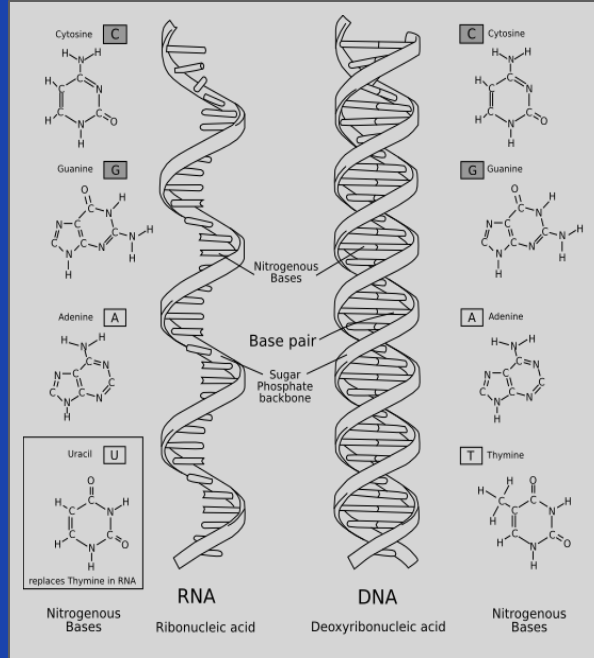 Cytosine C
H H
N
H C N
C
H C C O
N
H
Guanine G
O
C H
N C N
C C C N H
N N H
H
Adenine A
H N H
C
N C N
C C C
N N
H
Uracil U
O
H C H
C N
C C
H N O
H
replaces Thymine in RNA
Nitrogenous
Bases
Nitrogenous
Bases
Base pair
Sugar
Phosphate
backbone
RNA
Ribonucleic acid
DNA
Deoxyribonucleic acid
C Cytosine
H H
N
H C N
C
H C C O
N
H
G Guanine
O
C H
N C N
C C C N H
N N H
H
A Adenine
H N H
C
N C N
C C C
N N
H
T Thymine
H O
H C C H
H C N
C C
H N O
H
Nitrogenous
Bases